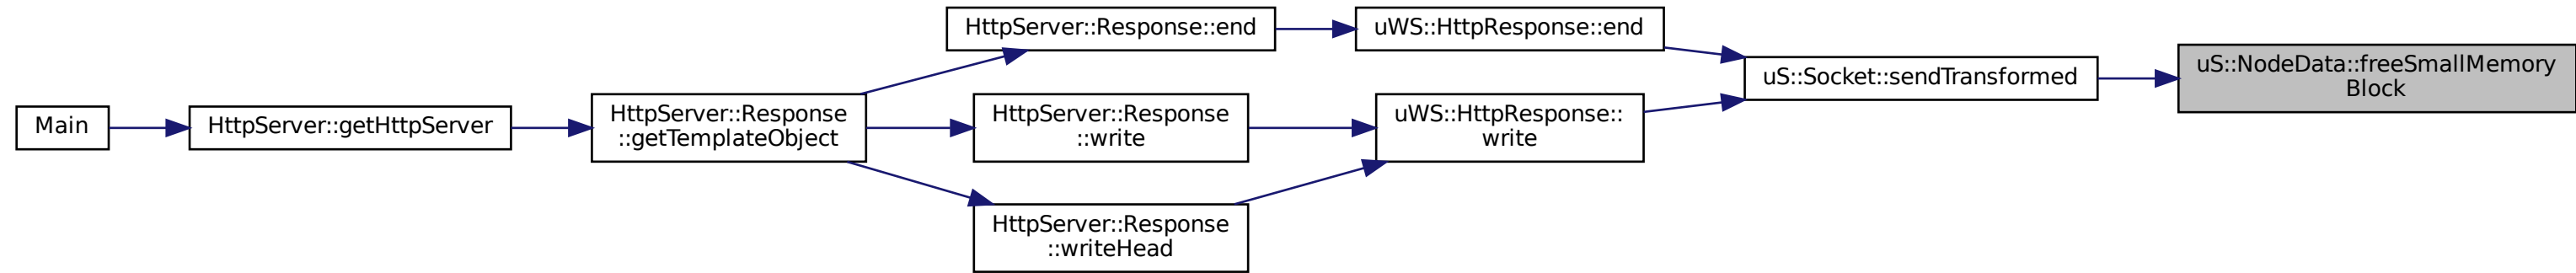 Main
HttpServer::getHttpServer
HttpServer::Response
::getTemplateObject
HttpServer::Response::end
HttpServer::Response
::write
HttpServer::Response
::writeHead
uWS::HttpResponse::end
uWS::HttpResponse::
write
uS::Socket::sendTransformed
uS::NodeData::freeSmallMemory
Block